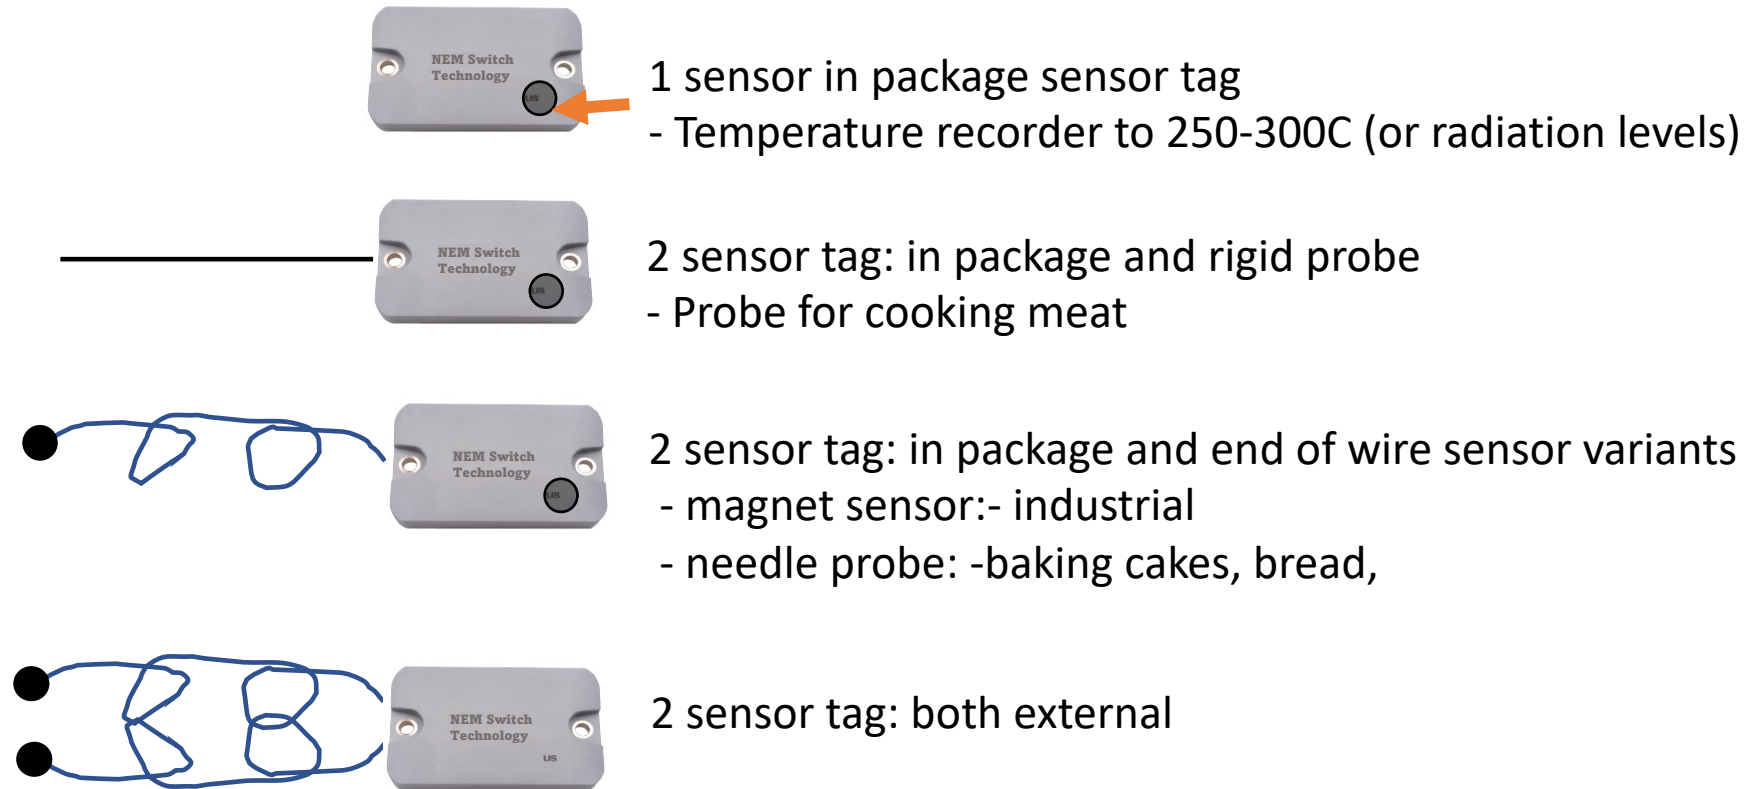 NEM Switch
Technology
us
1 sensor in package sensor tag
- Temperature recorder to 250-300C (or radiation levels)
NEM Switch
Technology
us
2 sensor tag: in package and rigid probe
- Probe for cooking meat
NEM Switch
Technology
us
2 sensor tag: in package and end of wire sensor variants
- magnet sensor:- industrial
- needle probe: -baking cakes, bread,
NEM Switch
Technology
us
2 sensor tag: both external